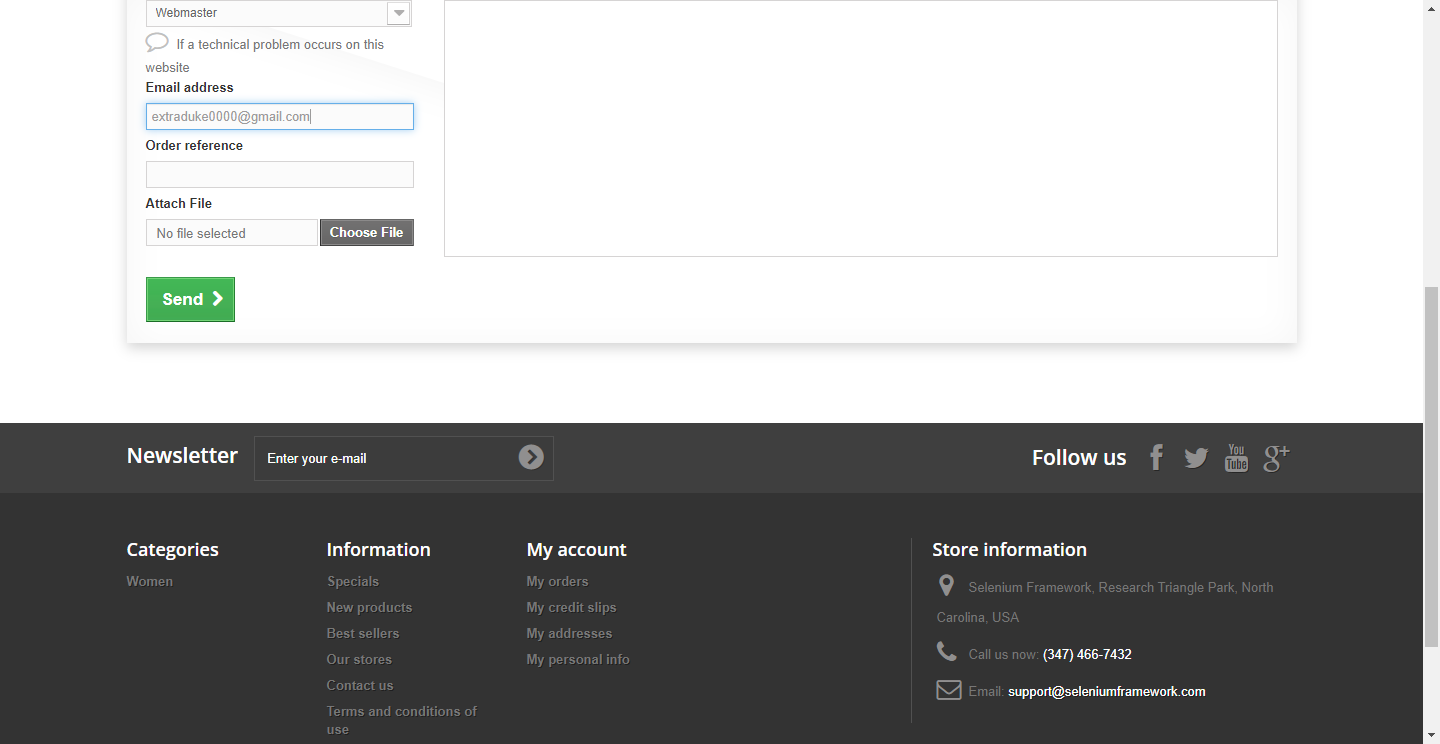 Webmaster
If a technical problem occurs on this
website
Email address
extraduke0000@gmail.com
Order reference
Attach File
No file selected
Choose File
Send
Newsletter
Enter your e-mail
Follow us
You
Tube
g+
Categories
Women
Information
Specials
New products
Best sellers
Our stores
Contact us
Terms and conditions of
use
My account
My orders
My credit slips
My addresses
My personal info
Store information
Selenium Framework, Research Triangle Park, North
Carolina, USA
Call us now: (347) 466-7432
Email: support@seleniumframework.com